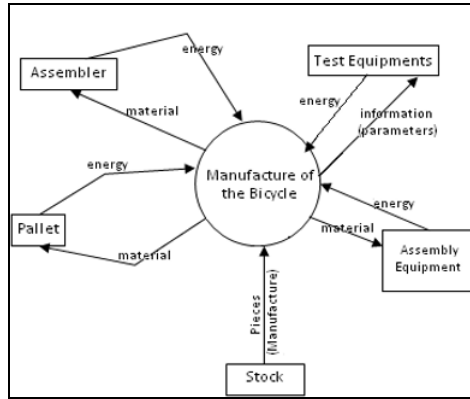 energy
Assembler
Test Equipments
material
energy
information
(parameters)
energy
Manufacture of
the Bicycle
energy
Pallet
material
material
Assembly
Equipment
Pieces
(Manufacture)
Stock